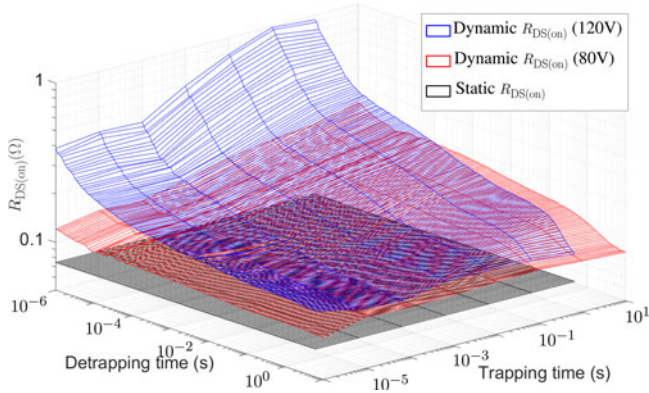 Dynamic R_DS(on) (120V)
Dynamic R_DS(on) (80V)
Static R_DS(on)
1
0.1
R_DS(on)(Ω)
10^-6
10^-4
10^-2
10^0
Detrapping time (s)
10^-5
10^-3
10^-1
10^1
Trapping time (s)